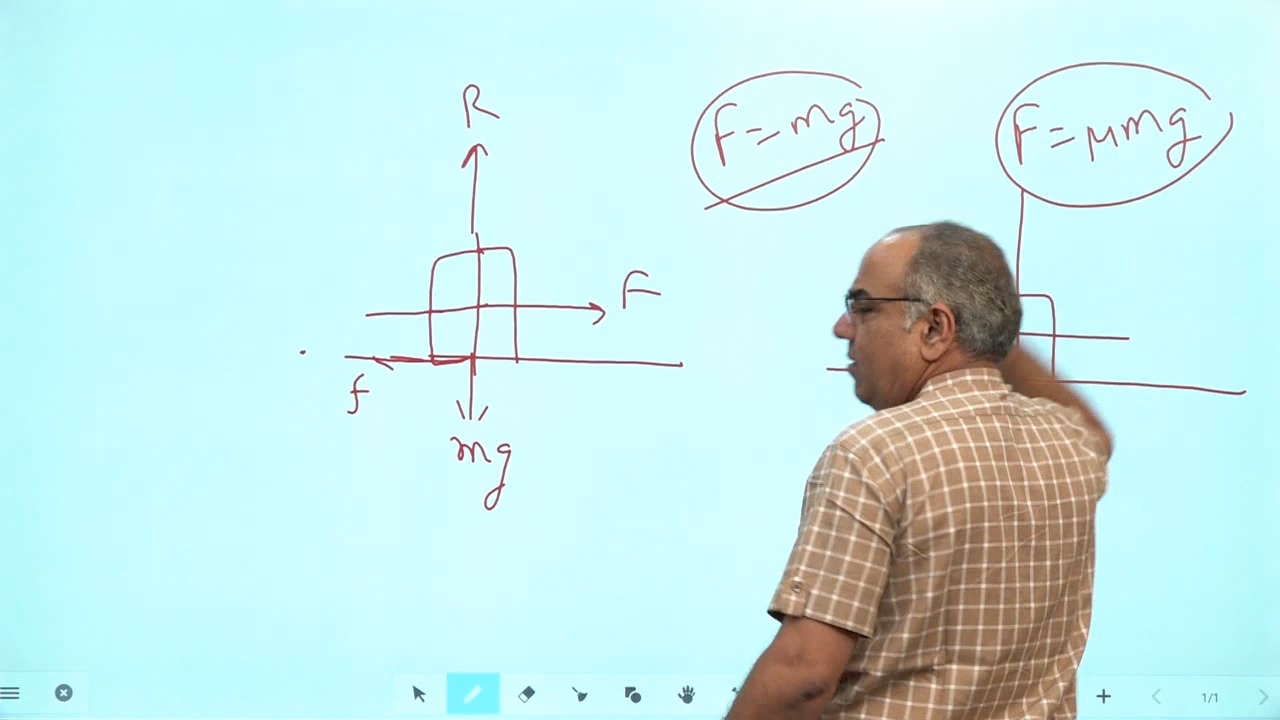 R
F = mg
F = μmg
F
f
mg
1/1